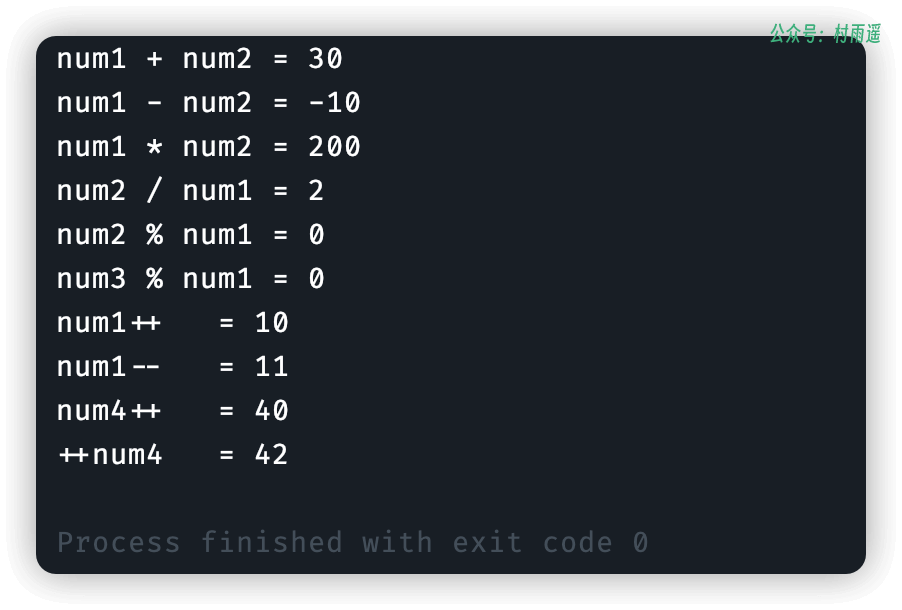 公众号：村雨遥
num1 + num2 = 30
num1 - num2 = -10
num1 * num2 = 200
num2 / num1 = 2
num2 % num1 = 0
num3 % num1 = 0
num1++   = 10
num1--   = 11
num4++   = 40
++num4   = 42
Process finished with exit code 0